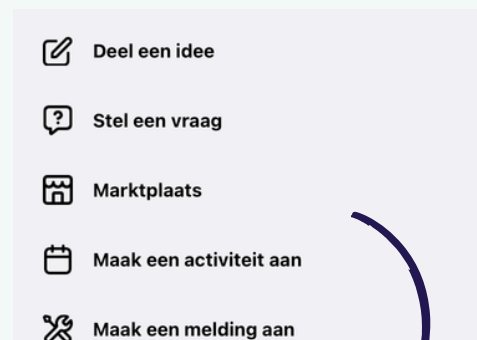 Deel een idee
Stel een vraag
Marktplaats
Maak een activiteit aan
Maak een melding aan